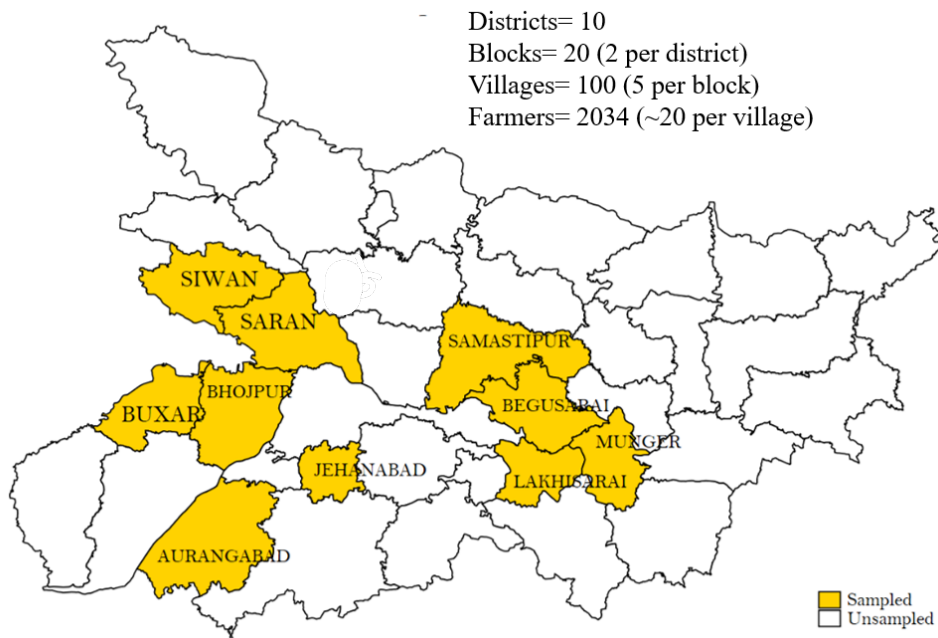 Districts= 10
Blocks= 20 (2 per district)
Villages= 100 (5 per block)
Farmers= 2034 (~20 per village)
SIWAN
SARAN
SAMASTIPUR
BHOJPUR
BUXAR
BEGUSARAI
MUNGER
JEHANABAD
LAKHISARAI
AURANGABAD
Sampled
Unsampled